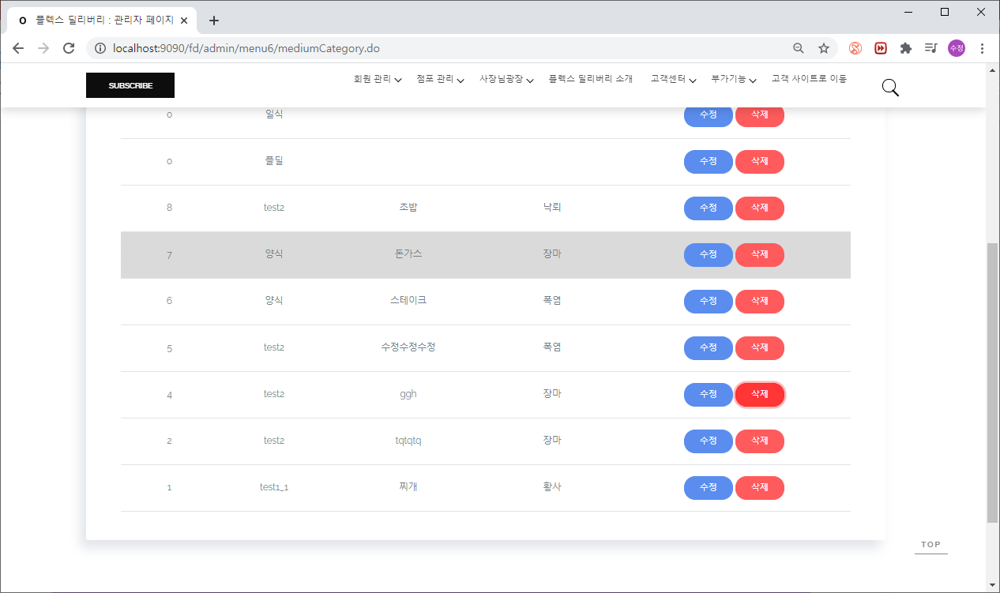 플렉스 딜리버리 : 관리자 페이지
localhost:9090/fd/admin/menu6/mediumCategory.do
수정
SUBSCRIBE 회원 관리 점포 관리 사장님광장 플렉스 딜리버리 소개 고객센터 부가기능 고객 사이트로 이동
0 일식 수정 삭제
0 플딜 수정 삭제
8 test2 초밥 낙뢰 수정 삭제
7 양식 돈가스 장마 수정 삭제
6 양식 스테이크 폭염 수정 삭제
5 test2 수정수정수정 폭염 수정 삭제
4 test2 ggh 장마 수정 삭제
2 test2 tqtqtq 장마 수정 삭제
1 test1_1 찌개 황사 수정 삭제
TOP